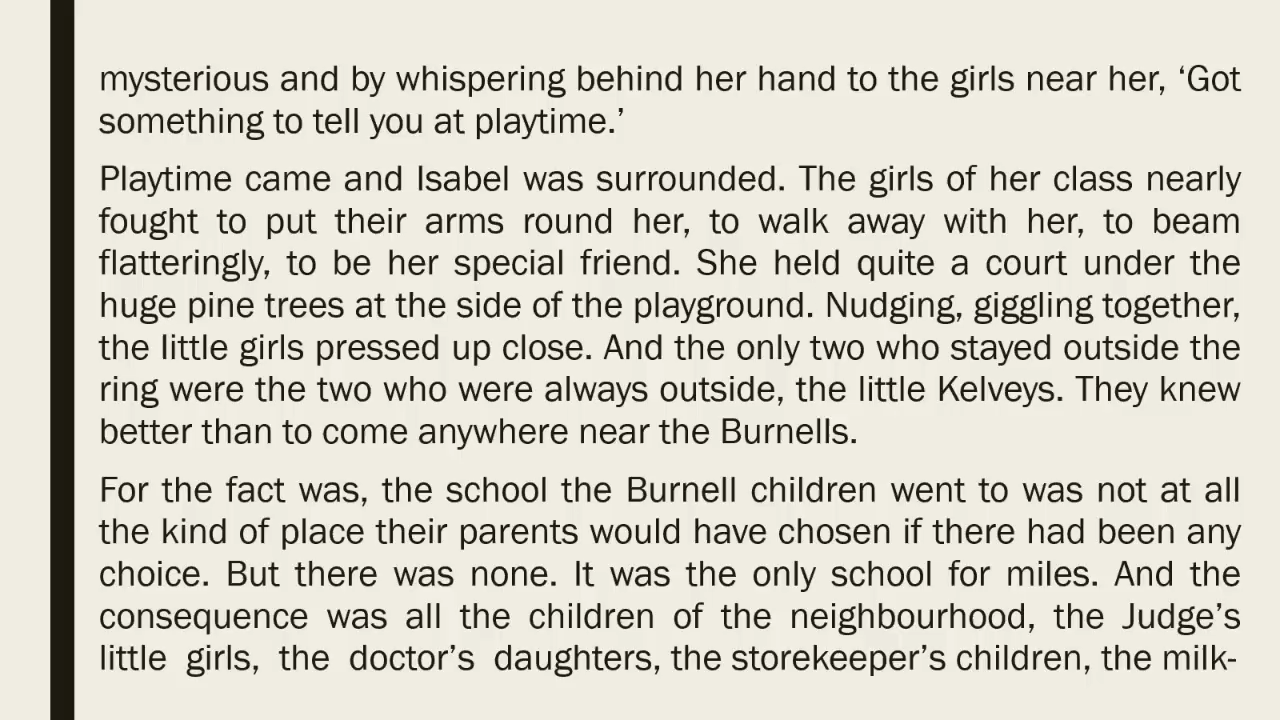 mysterious and by whispering behind her hand to the girls near her, ‘Got
something to tell you at playtime.’
Playtime came and Isabel was surrounded. The girls of her class nearly
fought to put their arms round her, to walk away with her, to beam
flatteringly, to be her special friend. She held quite a court under the
huge pine trees at the side of the playground. Nudging, giggling together,
the little girls pressed up close. And the only two who stayed outside the
ring were the two who were always outside, the little Kelveys. They knew
better than to come anywhere near the Burnells.
For the fact was, the school the Burnell children went to was not at all
the kind of place their parents would have chosen if there had been any
choice. But there was none. It was the only school for miles. And the
consequence was all the children of the neighbourhood, the Judge’s
little girls, the doctor’s daughters, the storekeeper’s children, the milk-